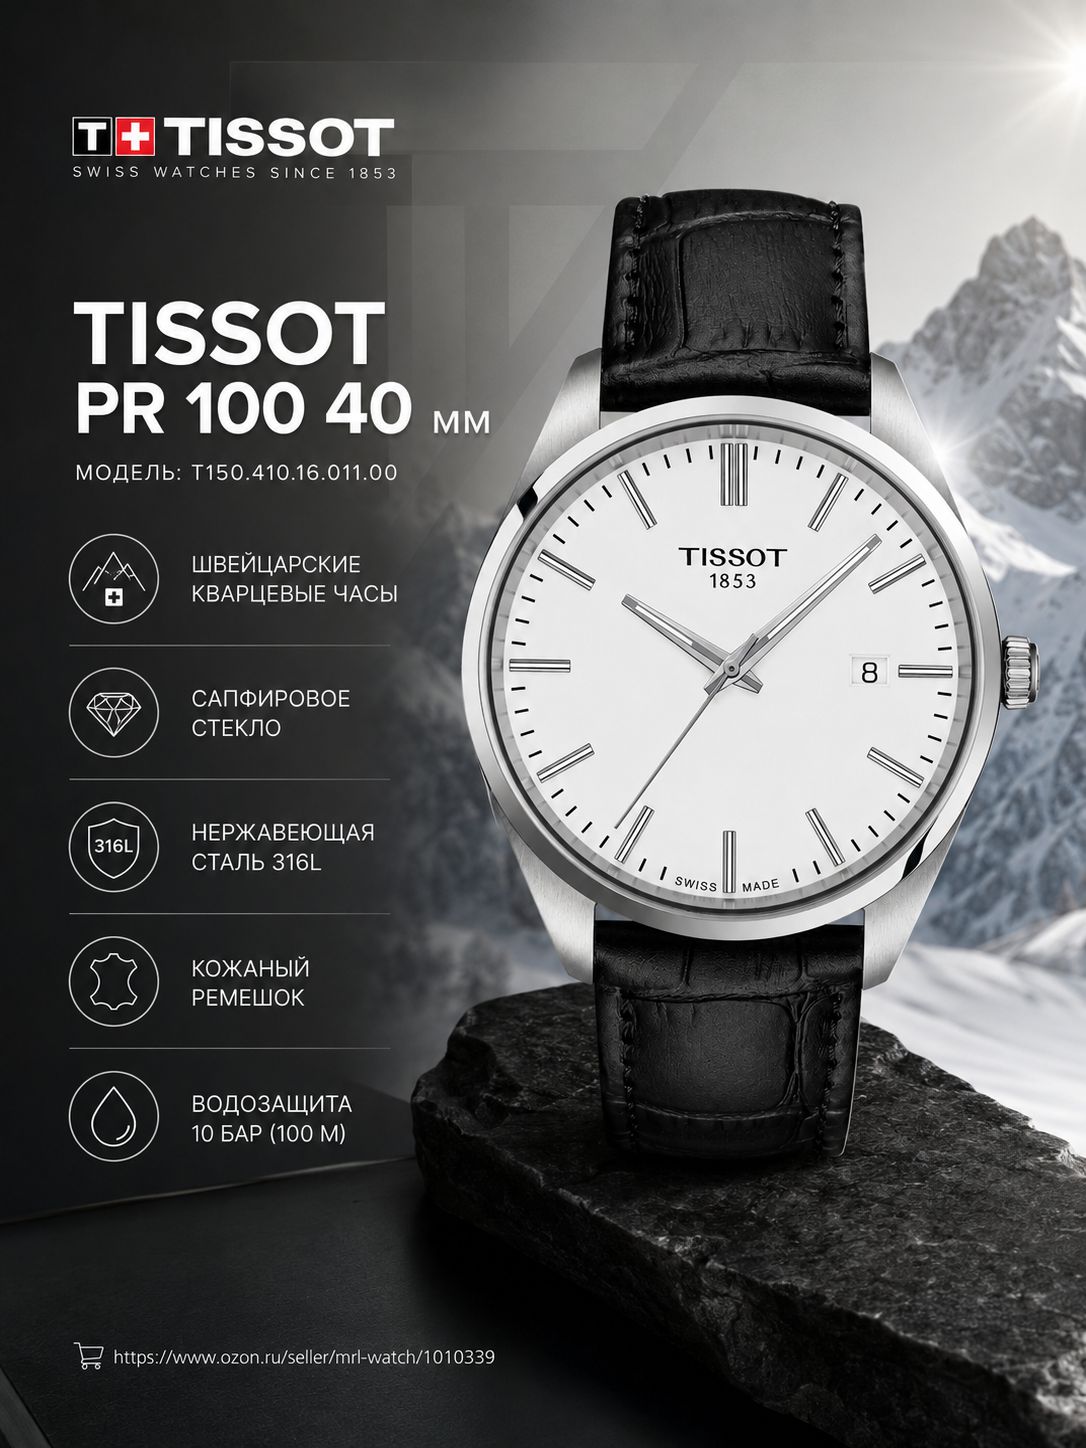 T+ TISSOT
SWISS WATCHES SINCE 1853
TISSOT
PR 100 40 мм
МОДЕЛЬ: T150.410.16.011.00
ШВЕЙЦАРСКИЕ
КВАРЦЕВЫЕ ЧАСЫ
САПФИРОВОЕ
СТЕКЛО
316L
НЕРЖАВЕЮЩАЯ
СТАЛЬ 316L
КОЖАНЫЙ
РЕМЕШОК
ВОДОЗАЩИТА
10 БАР (100 М)
TISSOT
1853
8
SWISS MADE
https://www.ozon.ru/seller/mrl-watch/1010339